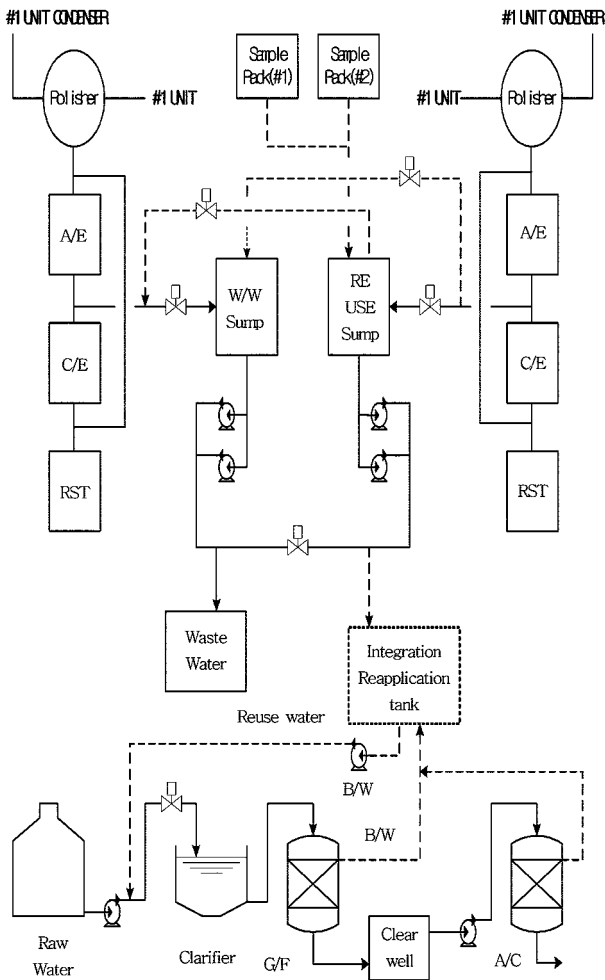 #1 UNIT CONDENSER
#1 UNIT CONDENSER
Sample
Pack(#1)
Sample
Pack(#2)
Polisher
#1 UNIT
#1 UNIT
Polisher
A/E
A/E
W/W
Sump
RE
USE
Sump
C/E
C/E
RST
RST
Waste
Water
Integration
Reapplication
tank
Reuse water
B/W
B/W
Raw
Water
Clarifier
G/F
Clear
well
A/C